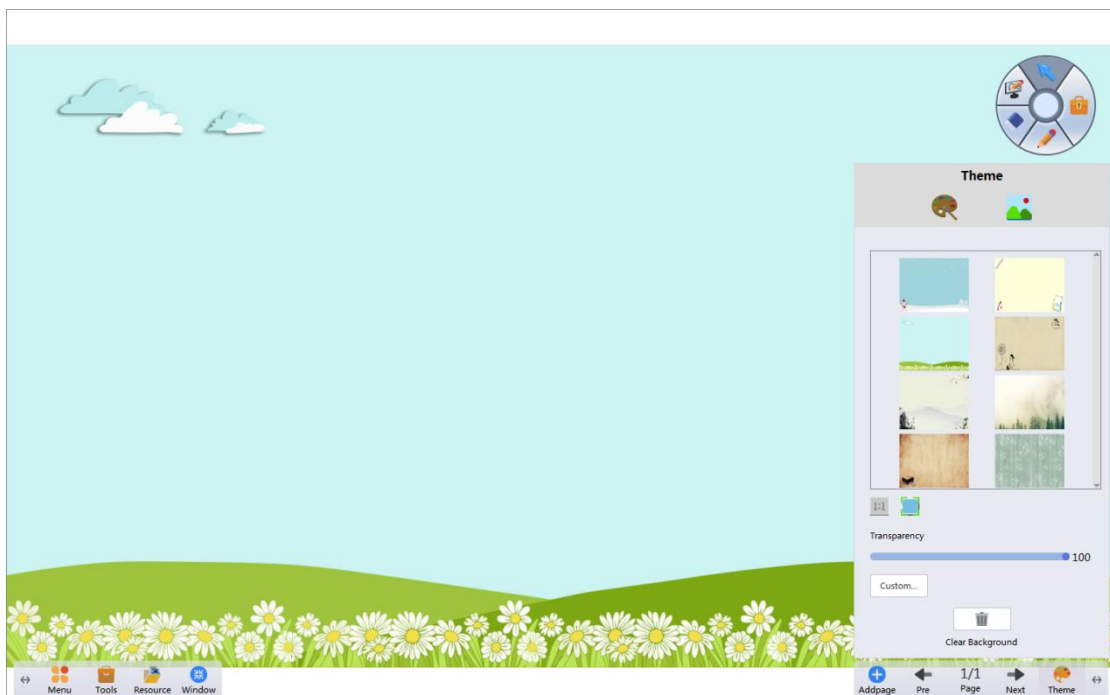 Theme
1:1
Transparency
100
Custom...
Clear Background
Menu Tools Resource Window
Addpage Pre 1/1 Page Next Theme